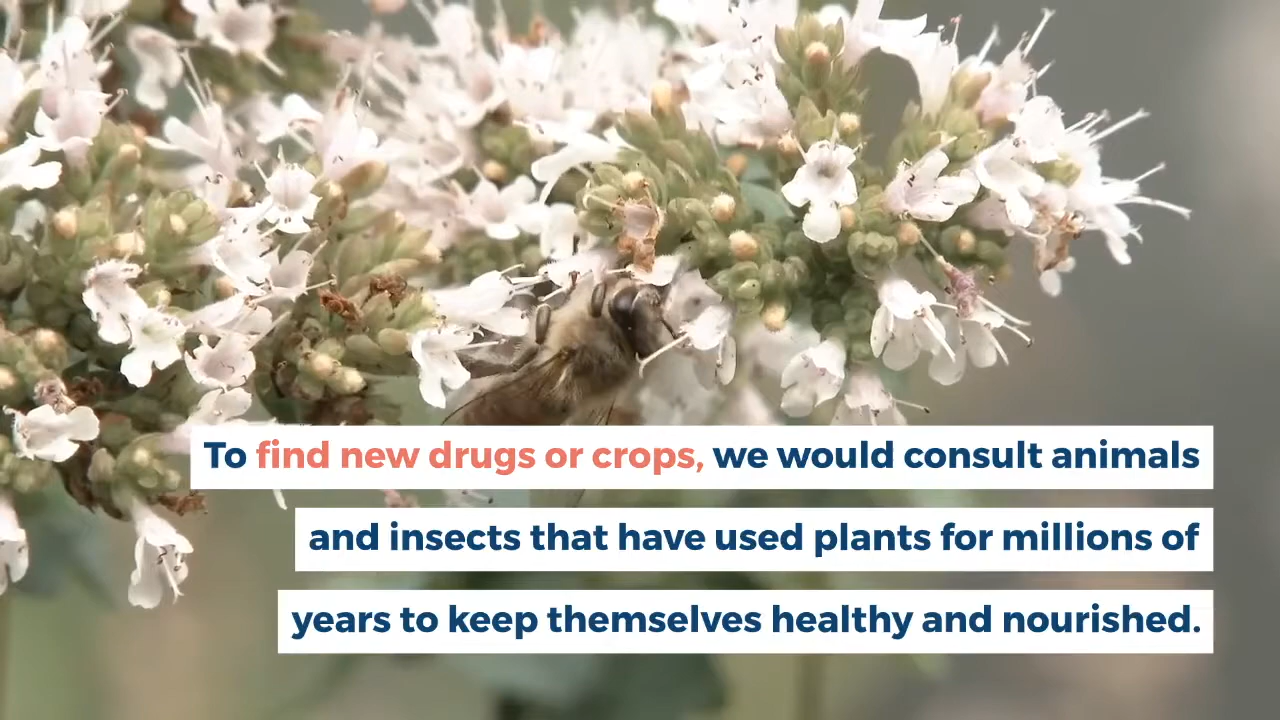 To find new drugs or crops, we would consult animals
and insects that have used plants for millions of
years to keep themselves healthy and nourished.